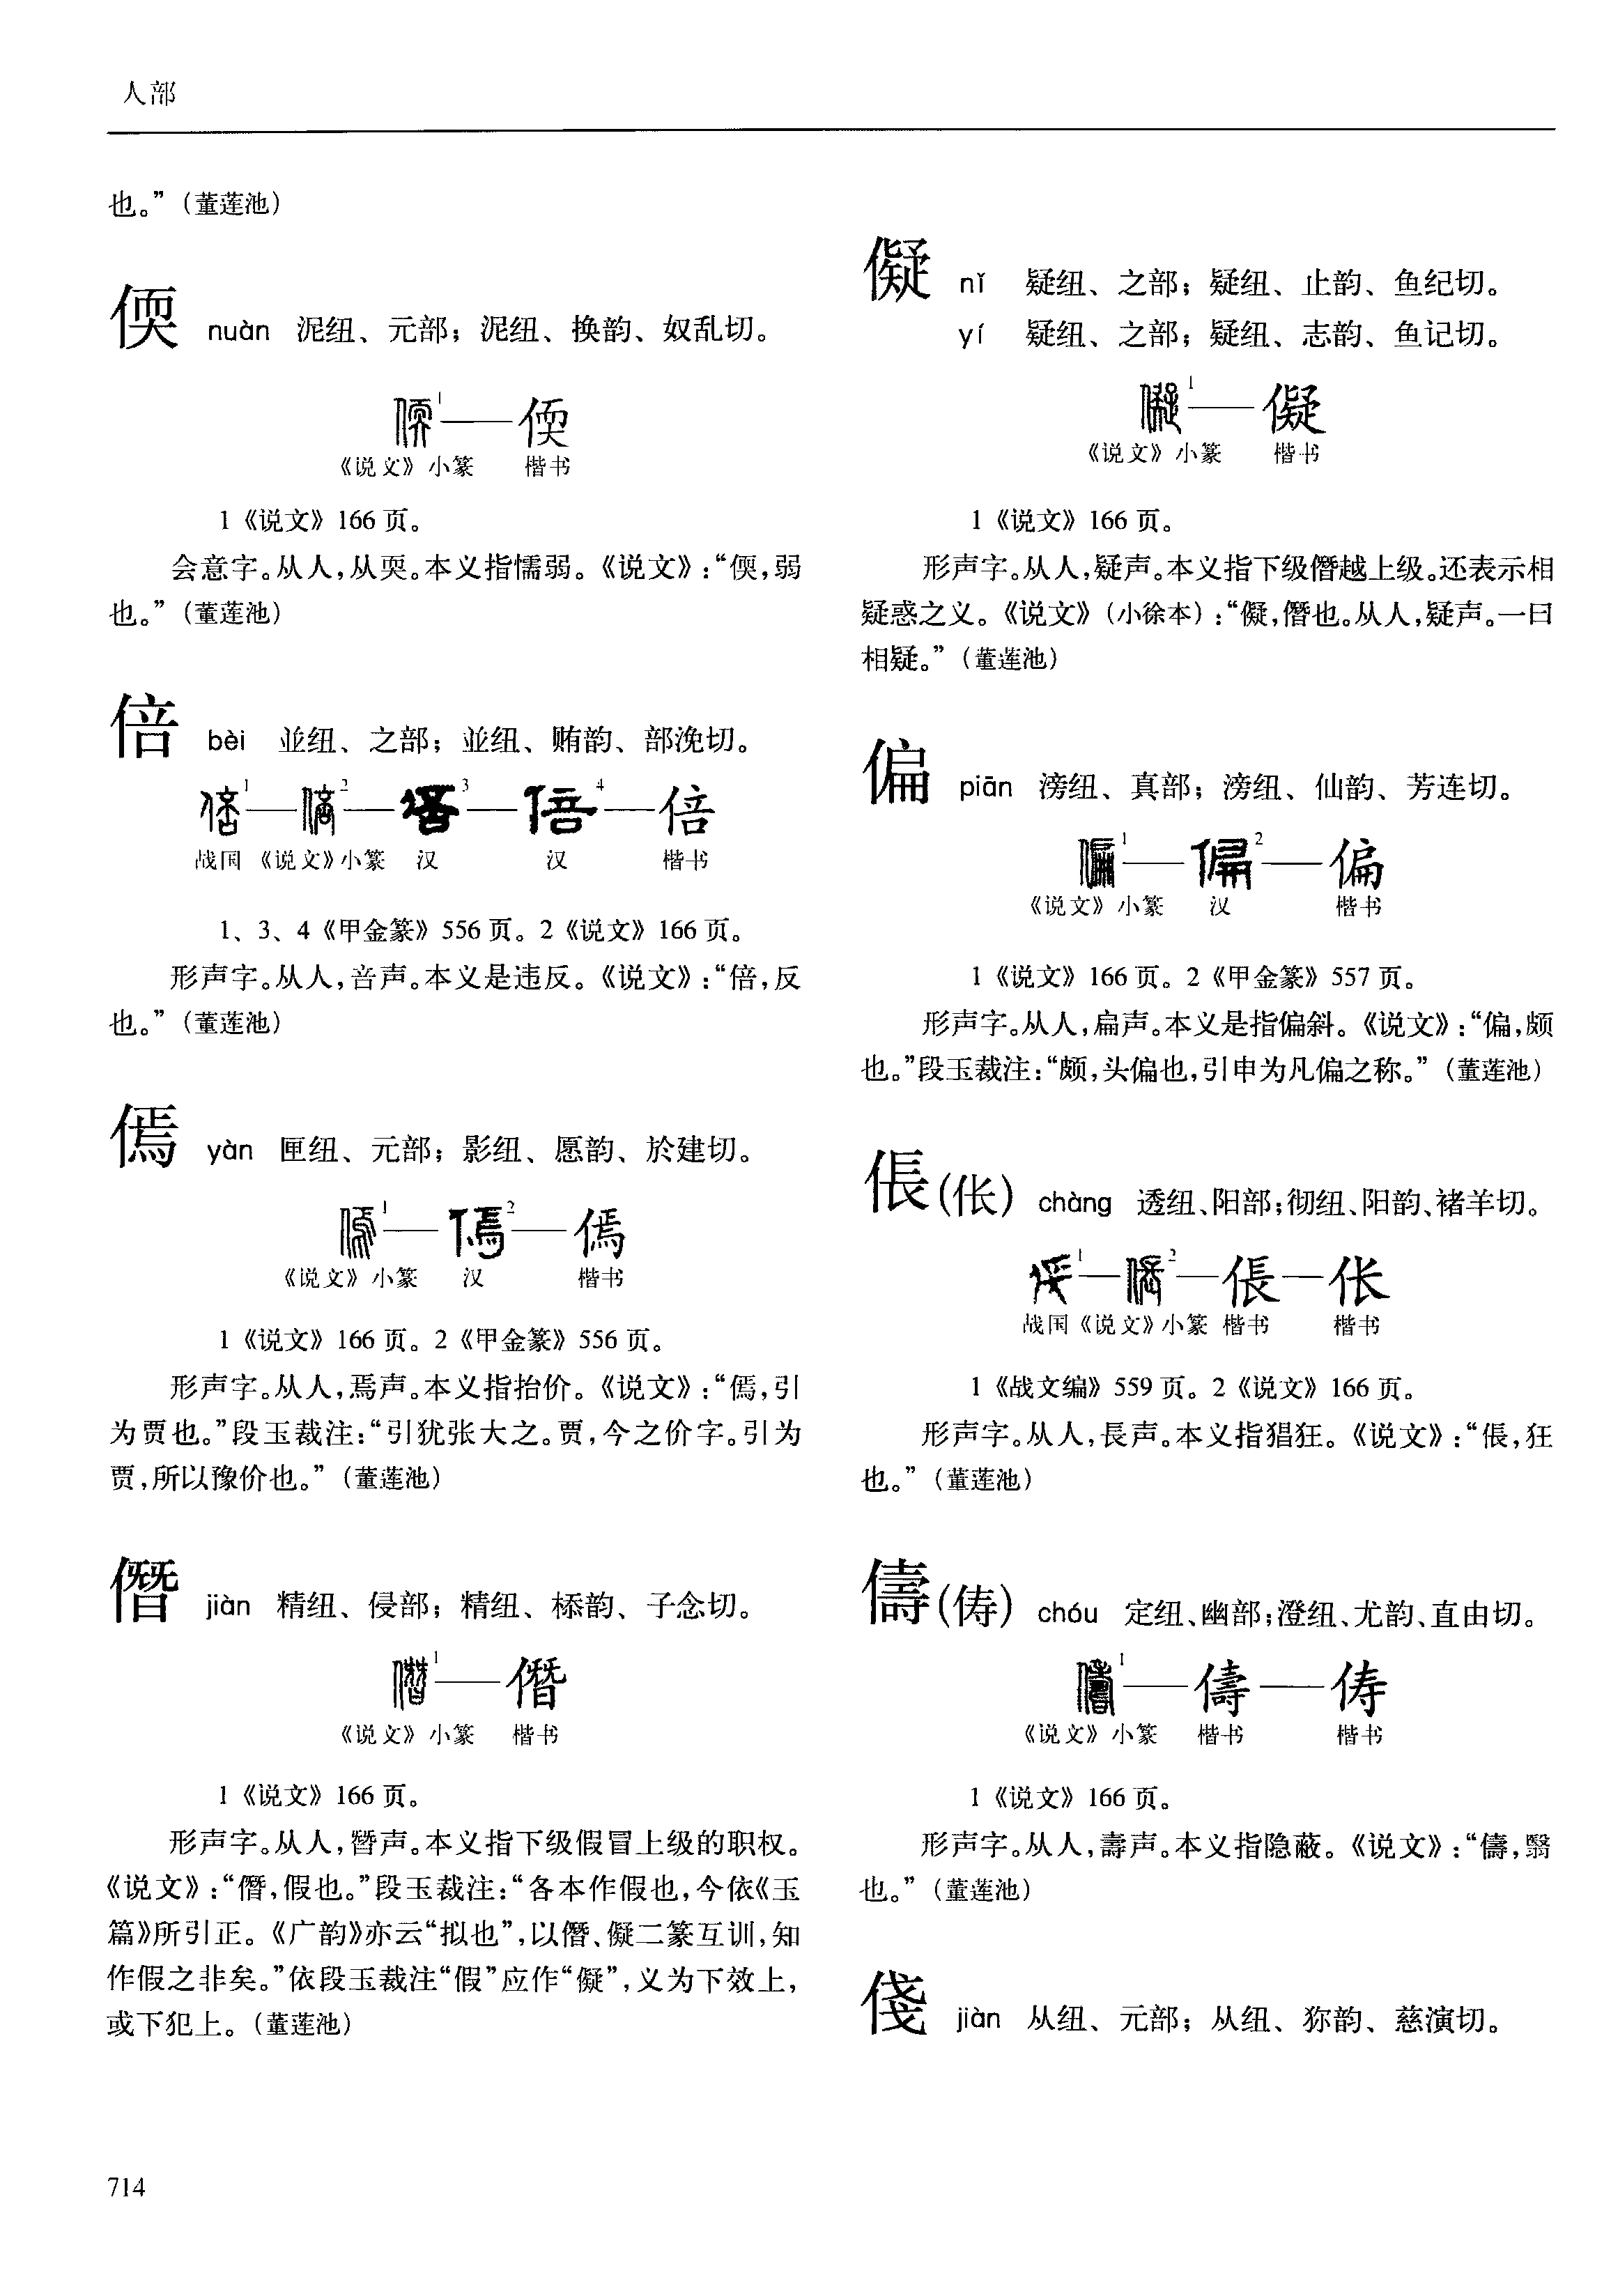 人部
也。”（董莲池）
偄 nuàn 泥纽、元部；泥纽、换韵、奴乱切。
1——偄
《说文》小篆 楷书
1《说文》166页。
会意字。从人，从耎。本义指懦弱。《说文》：“偄，弱
也。”（董莲池）
倍 bèi 並纽、之部；並纽、贿韵、部浼切。
1——2——3——4——倍
战国 《说文》小篆 汉 汉 楷书
1、3、4《甲金篆》556页。2《说文》166页。
形声字。从人，咅声。本义是违反。《说文》：“倍，反
也。”（董莲池）
傿 yàn 匣纽、元部；影纽、愿韵、於建切。
1——2——傿
《说文》小篆 汉 楷书
1《说文》166页。2《甲金篆》556页。
形声字。从人，焉声。本义指抬价。《说文》：“傿，引
为贾也。”段玉裁注：“引犹张大之。贾，今之价字。引为
贾，所以豫价也。”（董莲池）
僭 jiàn 精纽、侵部；精纽、㮇韵、子念切。
1——僭
《说文》小篆 楷书
1《说文》166页。
形声字。从人，朁声。本义指下级假冒上级的职权。
《说文》：“僭，假也。”段玉裁注：“各本作假也，今依《玉
篇》所引正。《广韵》亦云“拟也”，以僭、儗二篆互训，知
作假之非矣。”依段玉裁注“假”应作“儗”，义为下效上，
或下犯上。（董莲池）
儗 nǐ 疑纽、之部；疑纽、止韵、鱼纪切。
yí 疑纽、之部；疑纽、志韵、鱼记切。
1——儗
《说文》小篆 楷书
1《说文》166页。
形声字。从人，疑声。本义指下级僭越上级。还表示相
疑惑之义。《说文》（小徐本）：“儗，僭也。从人，疑声。一曰
相疑。”（董莲池）
偏 piān 滂纽、真部；滂纽、仙韵、芳连切。
1——2——偏
《说文》小篆 汉 楷书
1《说文》166页。2《甲金篆》557页。
形声字。从人，扁声。本义是指偏斜。《说文》：“偏，颇
也。”段玉裁注：“颇，头偏也，引申为凡偏之称。”（董莲池）
倀（伥） chàng 透纽、阳部；彻纽、阳韵、褚羊切。
1——2——倀——伥
战国《说文》小篆 楷书 楷书
1《战文编》559页。2《说文》166页。
形声字。从人，長声。本义指猖狂。《说文》：“倀，狂
也。”（董莲池）
儔（俦） chóu 定纽、幽部；澄纽、尤韵、直由切。
1——儔——俦
《说文》小篆 楷书 楷书
1《说文》166页。
形声字。从人，壽声。本义指隐蔽。《说文》：“儔，翳
也。”（董莲池）
俴 jiàn 从纽、元部；从纽、狝韵、慈演切。
714